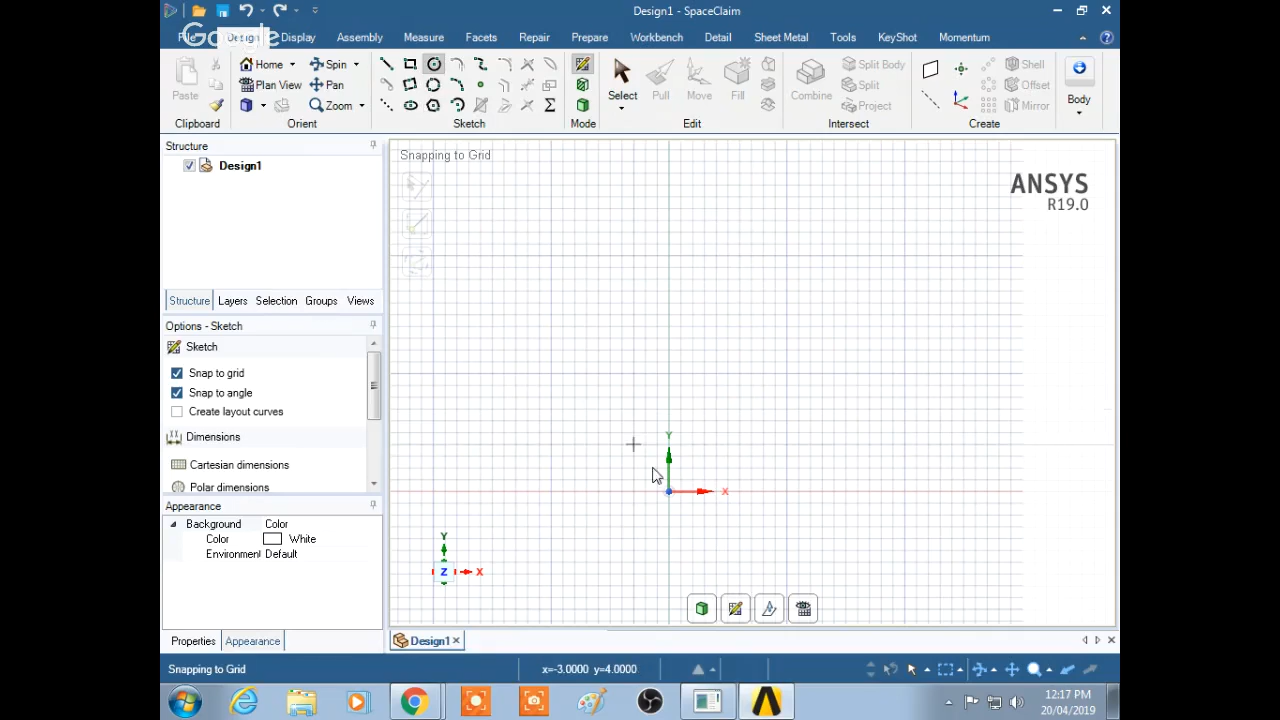 Design1 - SpaceClaim
File Design Display Assembly Measure Facets Repair Prepare Workbench Detail Sheet Metal Tools KeyShot Momentum
Google
Home Spin Split Body Shell
Paste Plan View Pan Select Pull Move Fill Combine Split Offset Body
Zoom Project Mirror
Clipboard Orient Sketch Mode Edit Intersect Create
Structure
Design1
Structure Layers Selection Groups Views
Options - Sketch
Sketch
Snap to grid
Snap to angle
Create layout curves
Dimensions
Cartesian dimensions
Polar dimensions
Appearance
Background Color
Color White
Environment Default
Properties Appearance
Snapping to Grid
ANSYS
R19.0
Y
X
Y
Z X
Design1
Snapping to Grid x=-3.0000 y=4.0000
12:17 PM
20/04/2019